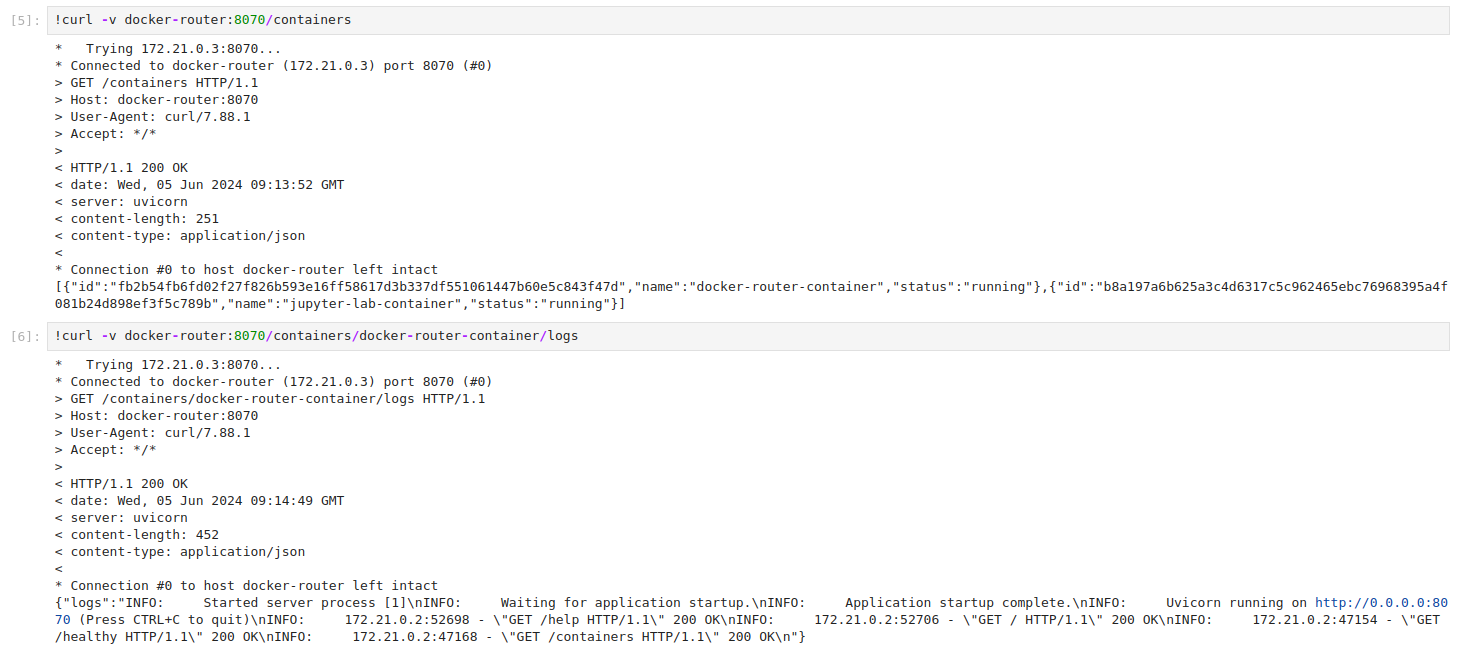 [5]: !curl -v docker-router:8070/containers
*   Trying 172.21.0.3:8070...
* Connected to docker-router (172.21.0.3) port 8070 (#0)
> GET /containers HTTP/1.1
> Host: docker-router:8070
> User-Agent: curl/7.88.1
> Accept: */*
>
< HTTP/1.1 200 OK
< date: Wed, 05 Jun 2024 09:13:52 GMT
< server: uvicorn
< content-length: 251
< content-type: application/json
<
* Connection #0 to host docker-router left intact
[{"id":"fb2b54fb6fd02f27f826b593e16ff58617d3b337df551061447b60e5c843f47d","name":"docker-router-container","status":"running"},{"id":"b8a197a6b625a3c4d6317c5c962465ebc76968395a4f
081b24d898ef3f5c789b","name":"jupyter-lab-container","status":"running"}]
[6]: !curl -v docker-router:8070/containers/docker-router-container/logs
*   Trying 172.21.0.3:8070...
* Connected to docker-router (172.21.0.3) port 8070 (#0)
> GET /containers/docker-router-container/logs HTTP/1.1
> Host: docker-router:8070
> User-Agent: curl/7.88.1
> Accept: */*
>
< HTTP/1.1 200 OK
< date: Wed, 05 Jun 2024 09:14:49 GMT
< server: uvicorn
< content-length: 452
< content-type: application/json
<
* Connection #0 to host docker-router left intact
{"logs":"INFO:     Started server process [1]\nINFO:     Waiting for application startup.\nINFO:     Application startup complete.\nINFO:     Uvicorn running on http://0.0.0.0:80
70 (Press CTRL+C to quit)\nINFO:     172.21.0.2:52698 - \"GET /help HTTP/1.1\" 200 OK\nINFO:     172.21.0.2:52706 - \"GET / HTTP/1.1\" 200 OK\nINFO:     172.21.0.2:47154 - \"GET
/healthy HTTP/1.1\" 200 OK\nINFO:     172.21.0.2:47168 - \"GET /containers HTTP/1.1\" 200 OK\n"}